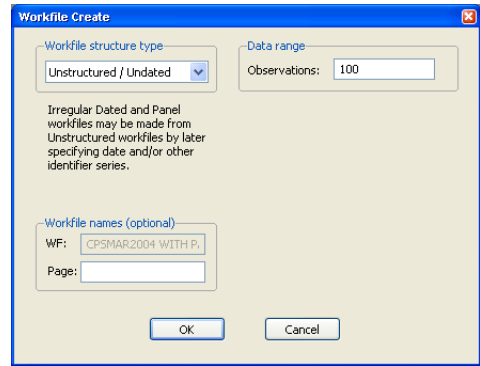 Workfile Create
Workfile structure type
Unstructured / Undated
Data range
Observations: 100
Irregular Dated and Panel
workfiles may be made from
Unstructured workfiles by later
specifying date and/or other
identifier series.
Workfile names (optional)
WF: CPSMAR2004 WITH P.
Page:
OK
Cancel